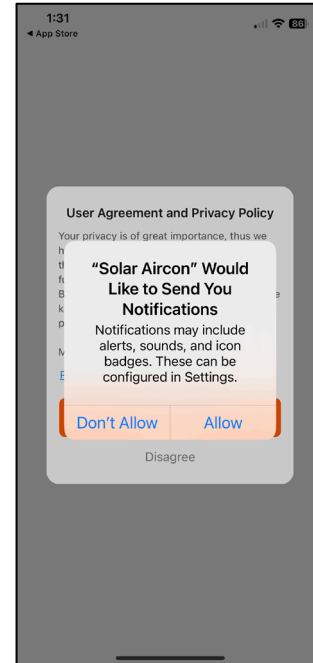 1:31
86
◀ App Store
User Agreement and Privacy Policy
Your privacy is of great importance, thus we
“Solar Aircon” Would
Like to Send You
Notifications
Notifications may include
alerts, sounds, and icon
badges. These can be
configured in Settings.
Don’t Allow
Allow
Disagree